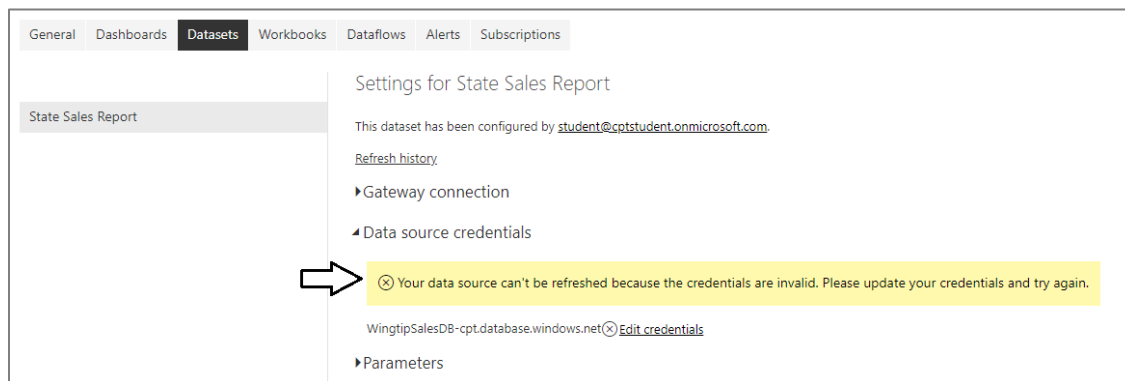 General Dashboards Datasets Workbooks Dataflows Alerts Subscriptions
Settings for State Sales Report
State Sales Report
This dataset has been configured by student@cptstudent.onmicrosoft.com.
Refresh history
Gateway connection
Data source credentials
Your data source can't be refreshed because the credentials are invalid. Please update your credentials and try again.
WingtipSalesDB-cpt.database.windows.net Edit credentials
Parameters